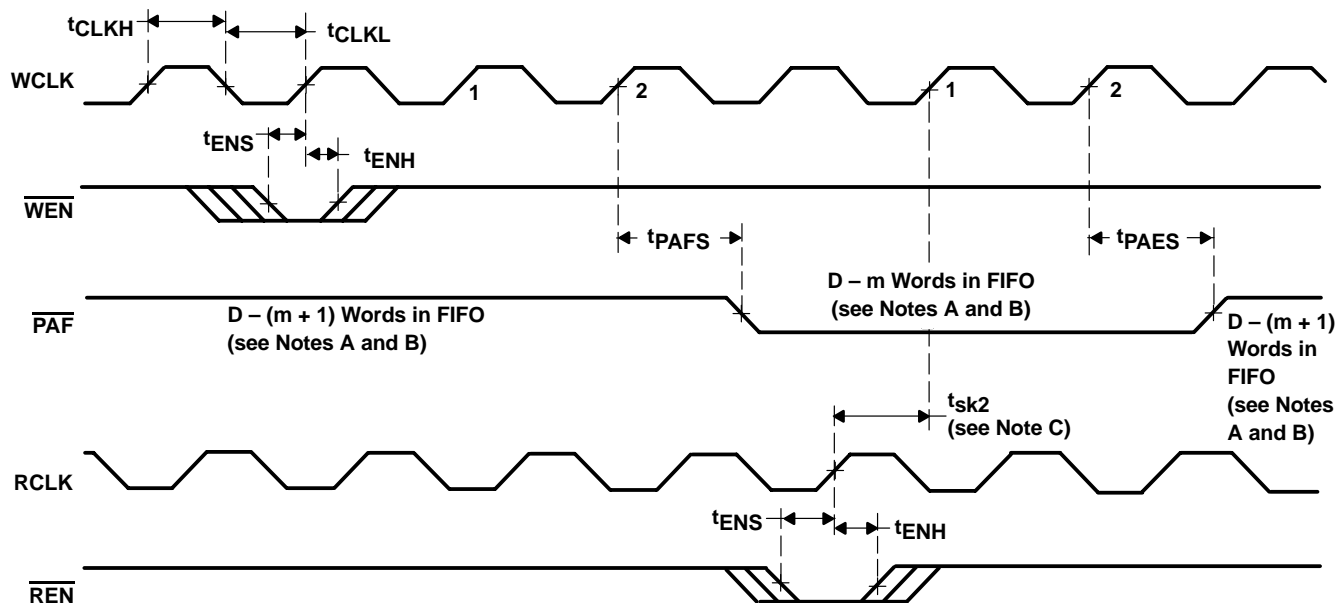 tCLKH
tCLKL
WCLK
1
2
1
2
tENS
tENH
WEN
tPAFS
tPAES
D – m Words in FIFO
(see Notes A and B)
PAF
D – (m + 1) Words in FIFO
(see Notes A and B)
D – (m + 1)
Words in
FIFO
(see Notes
A and B)
tsk2
(see Note C)
RCLK
tENS
tENH
REN